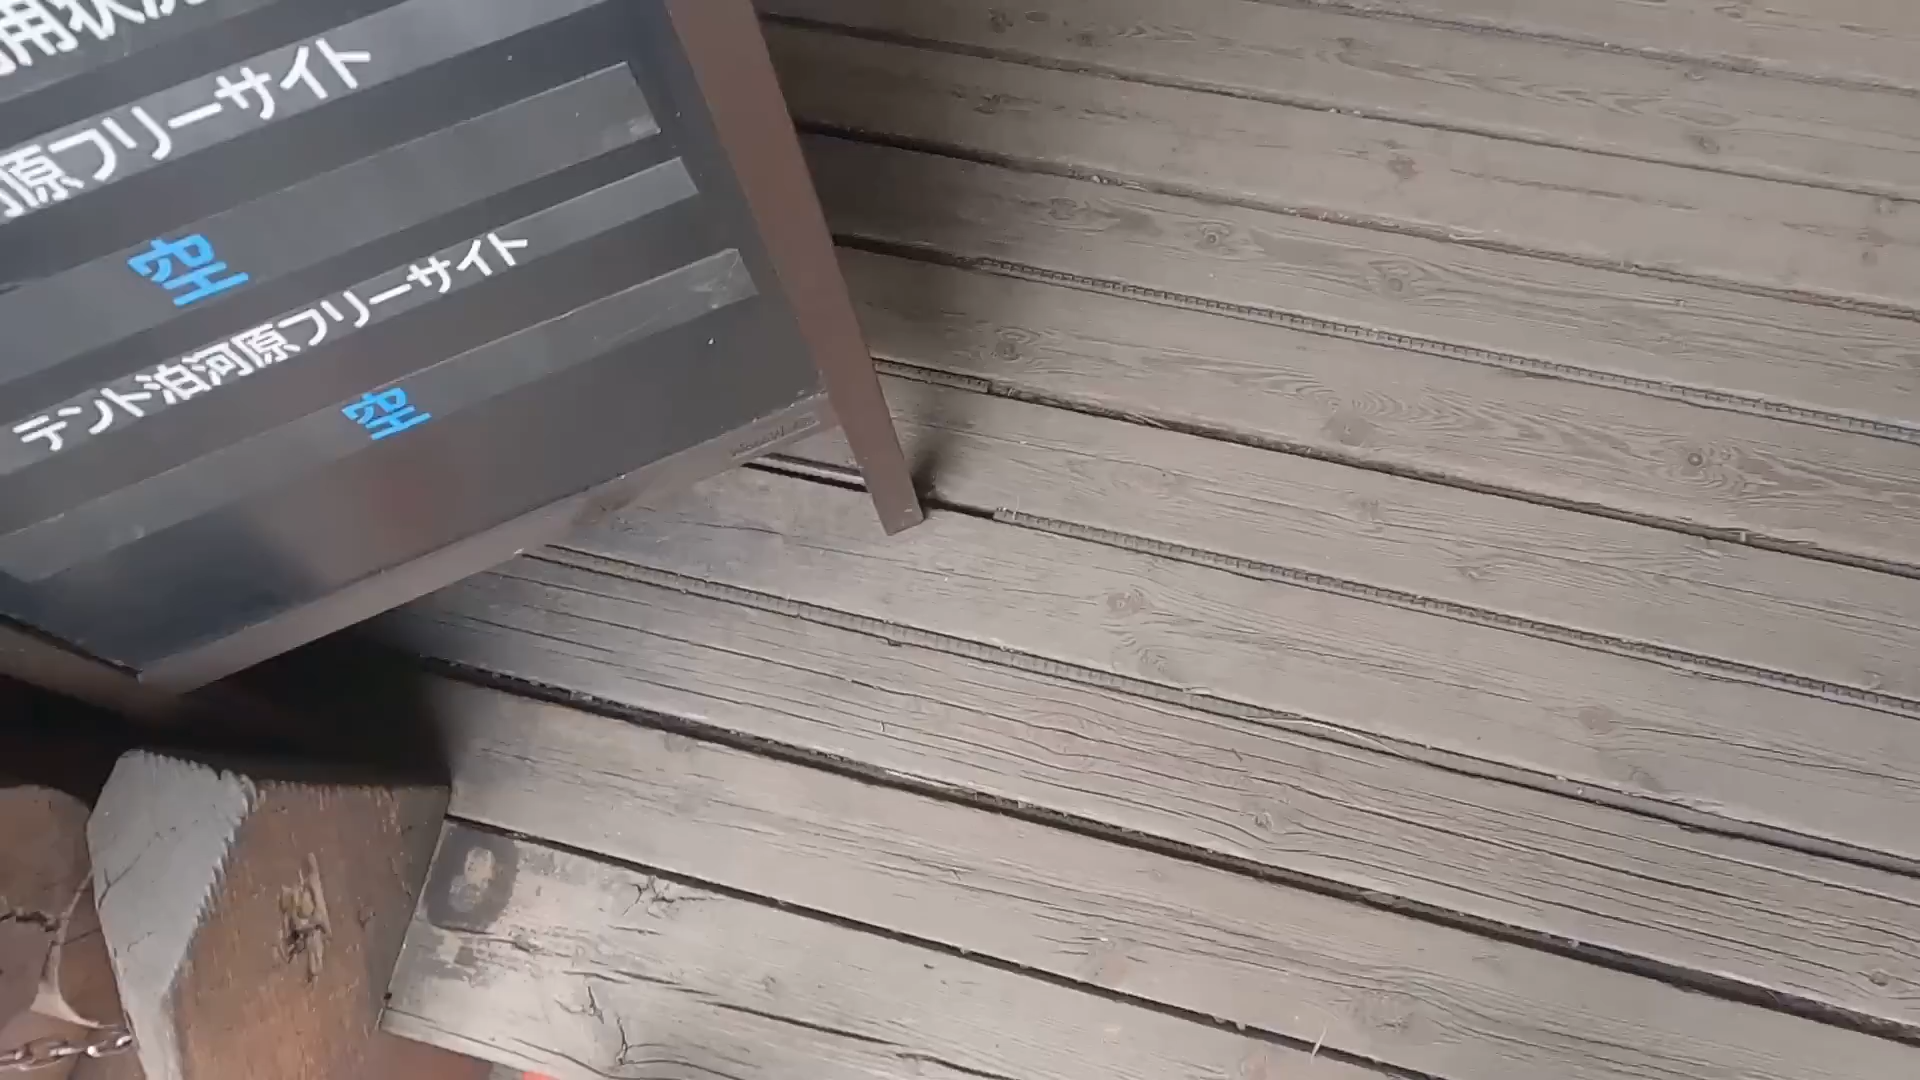 用状況
河原フリーサイト
空
テント泊河原フリーサイト
空